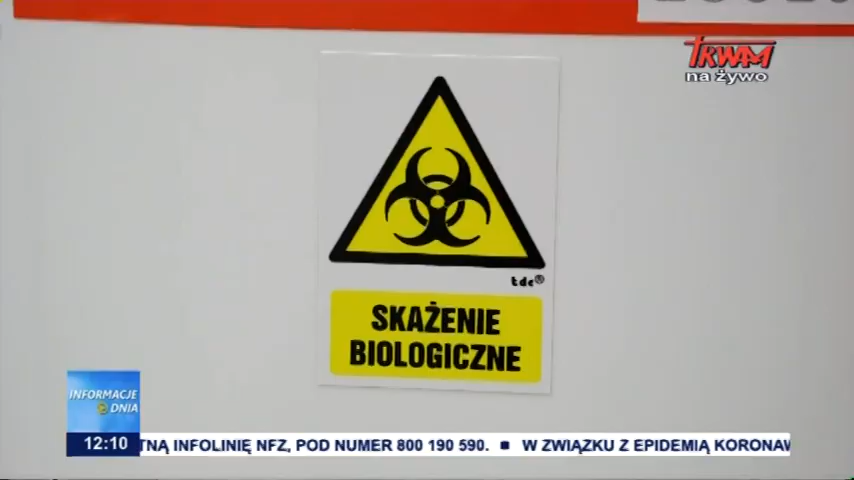 TRWAM
na żywo
tdc®
SKAŻENIE
BIOLOGICZNE
INFORMACJE
DNIA
12:10
TNĄ INFOLINIĘ NFZ, POD NUMER 800 190 590. ■ W ZWIĄZKU Z EPIDEMIĄ KORONAW